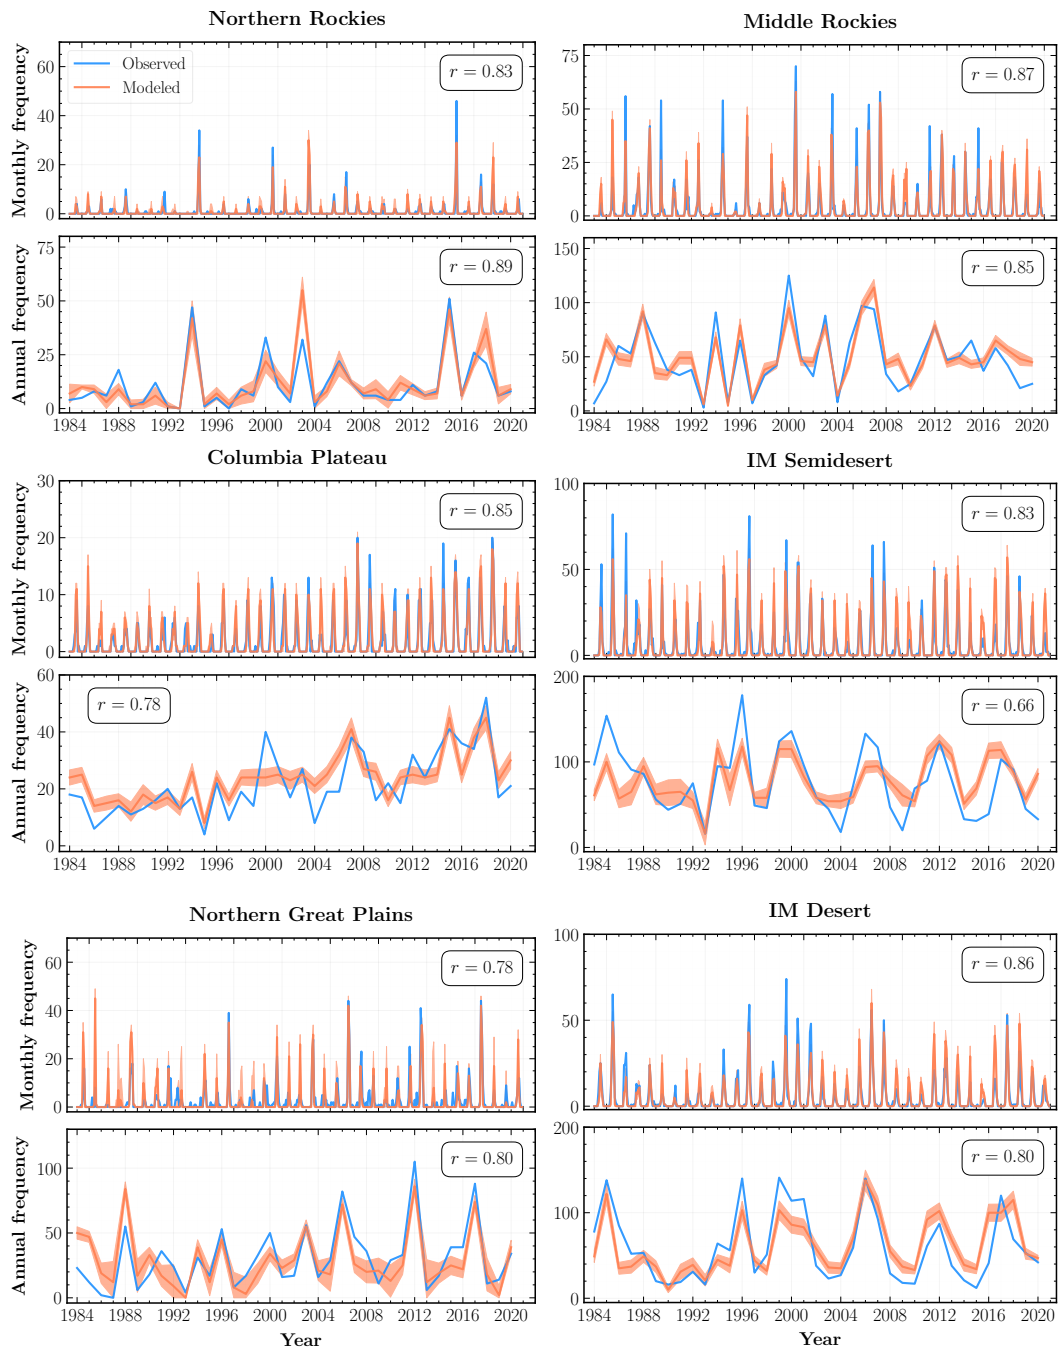 Northern Rockies
Monthly frequency
60
40
20
0
Observed
Modeled
r = 0.83
Annual frequency
75
50
25
0
r = 0.89
1984 1988 1992 1996 2000 2004 2008 2012 2016 2020
Middle Rockies
75
50
25
0
r = 0.87
150
100
50
0
r = 0.85
1984 1988 1992 1996 2000 2004 2008 2012 2016 2020
Columbia Plateau
Monthly frequency
30
20
10
0
r = 0.85
Annual frequency
60
40
20
0
r = 0.78
1984 1988 1992 1996 2000 2004 2008 2012 2016 2020
IM Semidesert
100
50
0
r = 0.83
200
100
0
r = 0.66
1984 1988 1992 1996 2000 2004 2008 2012 2016 2020
Northern Great Plains
Monthly frequency
60
40
20
0
r = 0.78
Annual frequency
100
50
0
r = 0.80
1984 1988 1992 1996 2000 2004 2008 2012 2016 2020
Year
IM Desert
100
50
0
r = 0.86
200
100
0
r = 0.80
1984 1988 1992 1996 2000 2004 2008 2012 2016 2020
Year